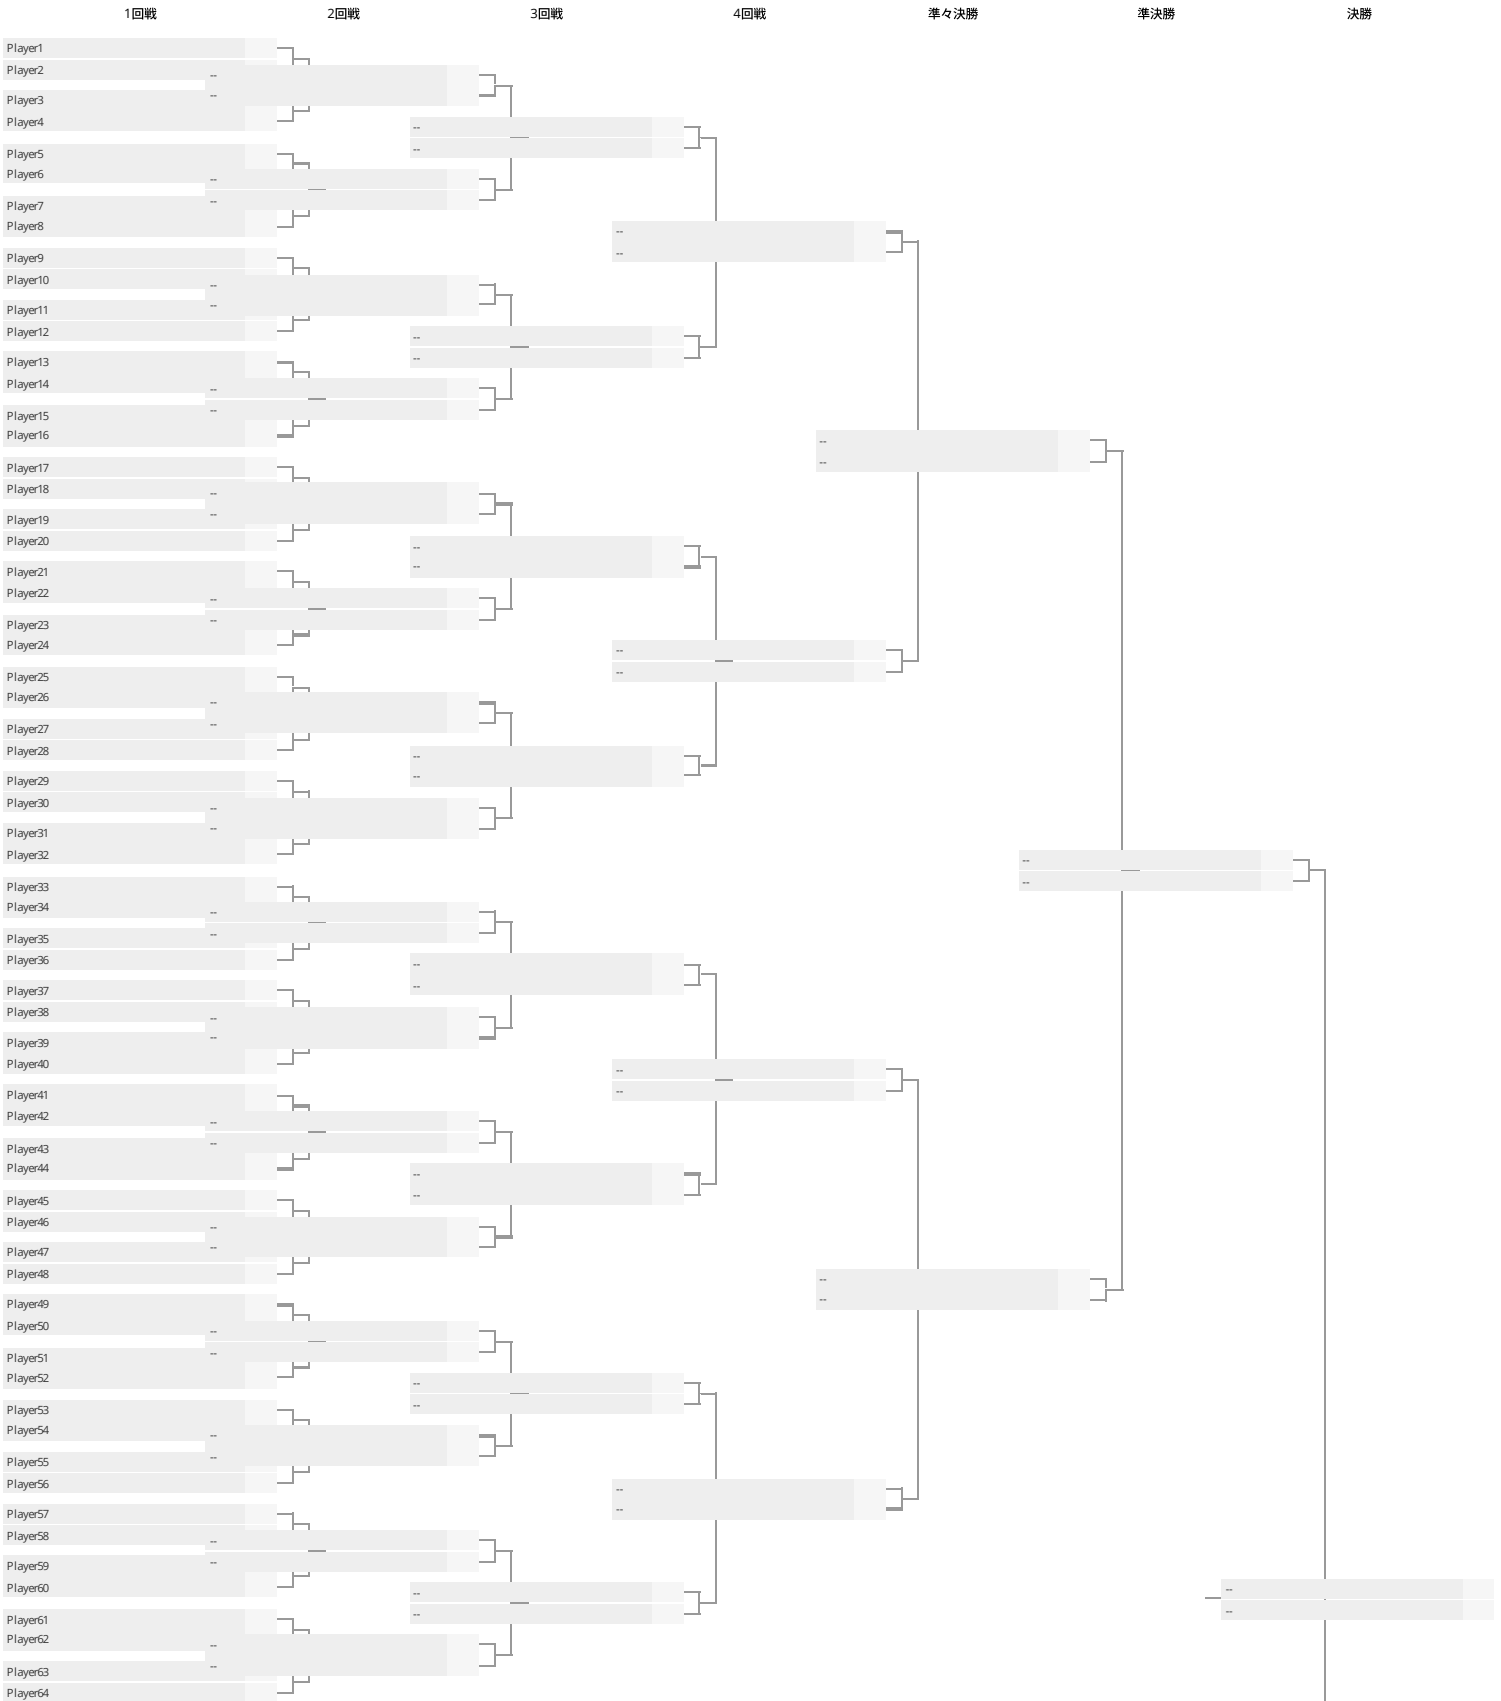 1回戦 2回戦 3回戦 4回戦 準々決勝 準決勝 決勝
Player1
Player2
--
--
Player3
Player4
--
--
Player5
Player6
--
--
Player7
Player8
--
--
Player9
Player10
--
--
Player11
Player12
--
--
Player13
Player14
--
--
Player15
Player16
--
--
Player17
Player18
--
--
Player19
Player20
--
--
Player21
Player22
--
--
Player23
Player24
--
--
Player25
Player26
--
--
Player27
Player28
--
--
Player29
Player30
--
--
Player31
Player32
--
--
Player33
Player34
--
--
Player35
Player36
--
--
Player37
Player38
--
--
Player39
Player40
--
--
Player41
Player42
--
--
Player43
Player44
--
--
Player45
Player46
--
--
Player47
Player48
--
--
Player49
Player50
--
--
Player51
Player52
--
--
Player53
Player54
--
--
Player55
Player56
--
--
Player57
Player58
--
--
Player59
Player60
--
--
Player61
Player62
--
--
Player63
Player64